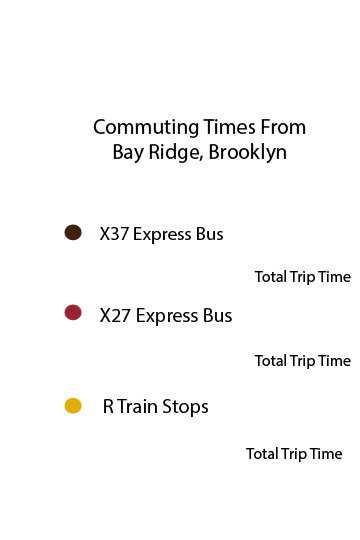 Commuting Times From
Bay Ridge, Brooklyn
X37 Express Bus
Total Trip Time
X27 Express Bus
Total Trip Time
R Train Stops
Total Trip Time